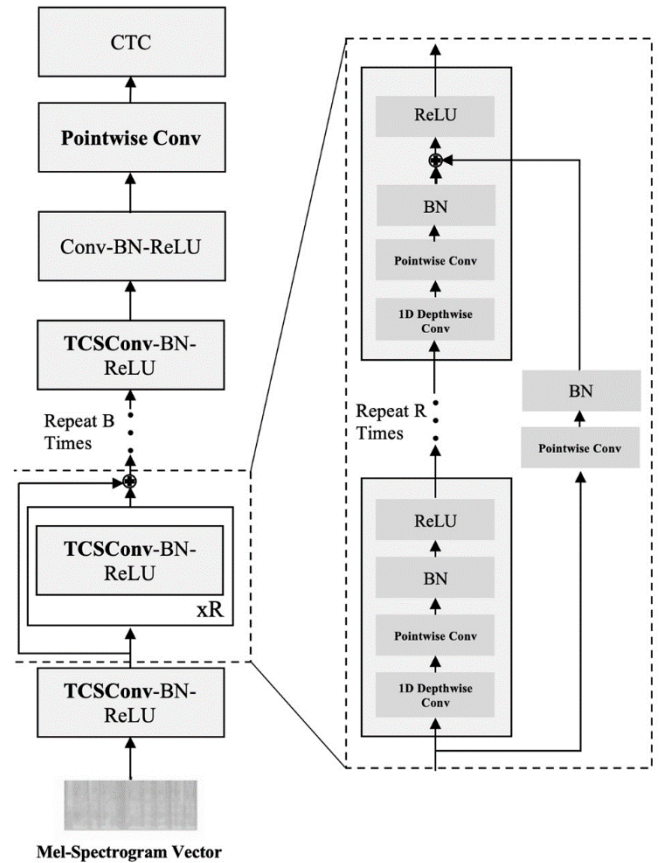 CTC
Pointwise Conv
Conv-BN-ReLU
TCSConv-BN-
ReLU
Repeat B
Times
TCSConv-BN-
ReLU
xR
TCSConv-BN-
ReLU
Mel-Spectrogram Vector
ReLU
BN
Pointwise Conv
1D Depthwise
Conv
Repeat R
Times
BN
Pointwise Conv
ReLU
BN
Pointwise Conv
1D Depthwise
Conv